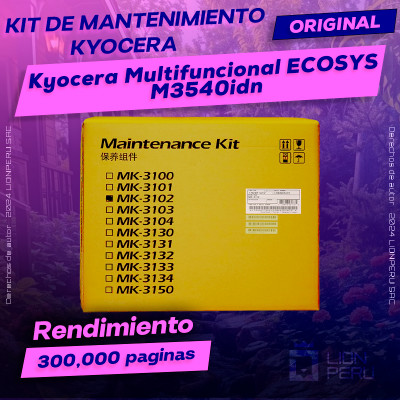 KIT DE MANTENIMIENTO
KYOCERA
ORIGINAL
Kyocera Multifuncional ECOSYS
M3540idn
Maintenance Kit
保养组件
MK-3100
MK-3101
MK-3102
MK-3103
MK-3104
MK-3130
MK-3131
MK-3132
MK-3133
MK-3134
MK-3150
Derechos de autor - 2024 LIONPERU SAC
Derechos de autor - 2024 LIONPERU SAC
Rendimiento
300,000 paginas
LION
PERU